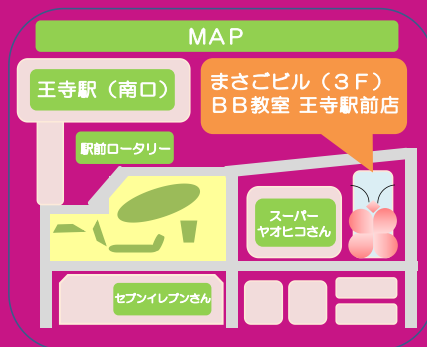 MAP
王寺駅（南口）
まさごビル（３Ｆ）
ＢＢ教室 王寺駅前店
駅前ロータリー
スーパー
ヤオヒコさん
セブンイレブンさん